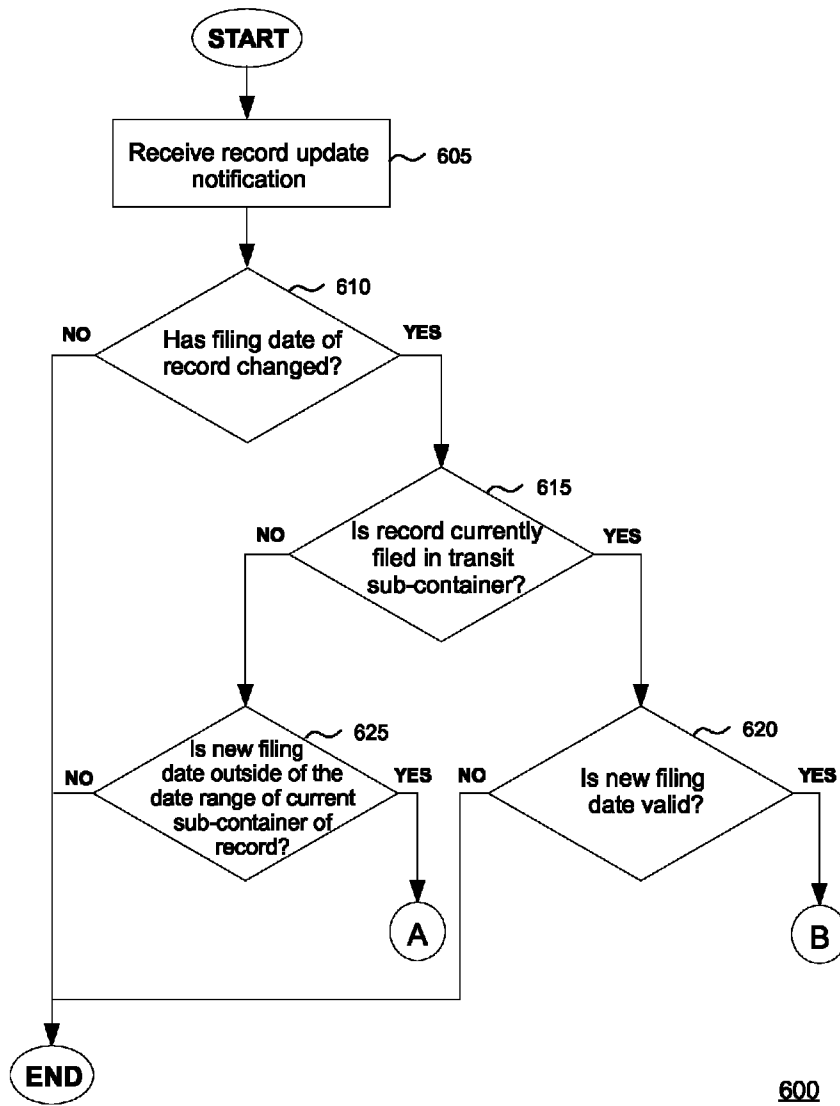 START
Receive record update
notification
605
610
NO
YES
Has filing date of
record changed?
615
NO
YES
Is record currently
filed in transit
sub-container?
625
620
NO
YES
Is new filing
date outside of the
date range of current
sub-container of
record?
NO
YES
Is new filing
date valid?
A
B
END
600